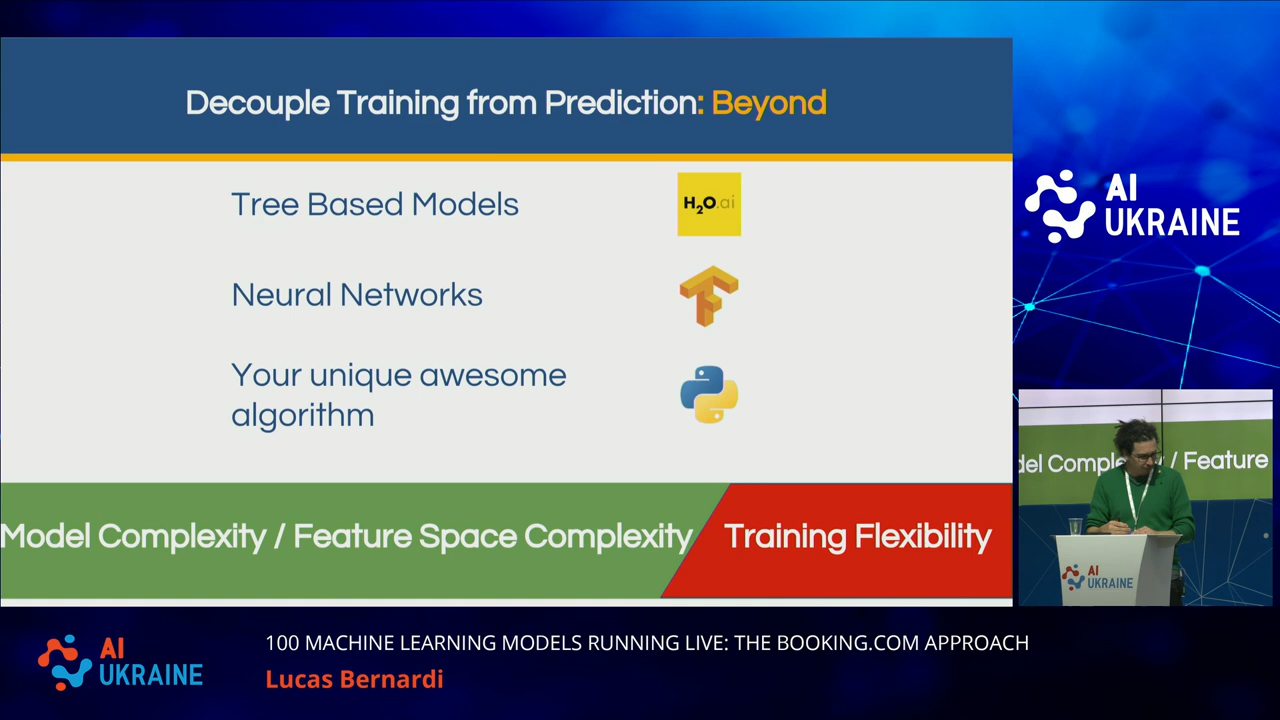 Decouple Training from Prediction: Beyond
Tree Based Models
H2O.ai
Neural Networks
Your unique awesome
algorithm
Model Complexity / Feature Space Complexity
Training Flexibility
AI
UKRAINE
del Comple / Feature
AI
UKRAINE
AI
UKRAINE
100 MACHINE LEARNING MODELS RUNNING LIVE: THE BOOKING.COM APPROACH
Lucas Bernardi